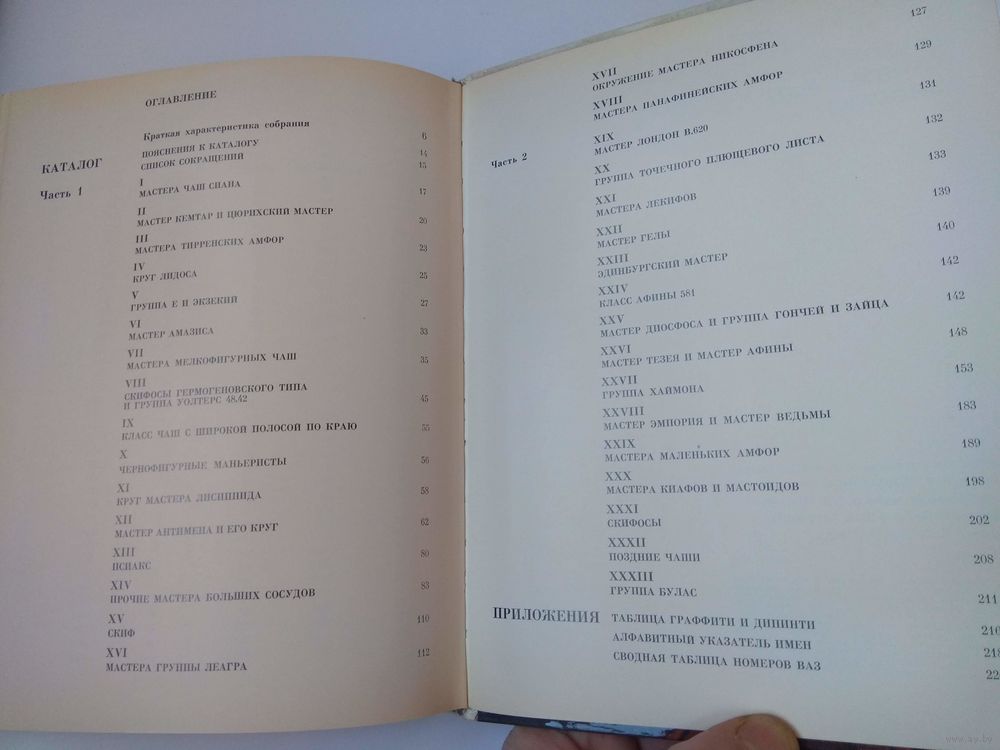 ОГЛАВЛЕНИЕ
Краткая характеристика собрания 6
КАТАЛОГ
ПОЯСНЕНИЯ К КАТАЛОГУ 14
СПИСОК СОКРАЩЕНИЙ 15
Часть 1
I
МАСТЕРА ЧАШ СИАНА 17
II
МАСТЕР КЕМТАР И ЦЮРИХСКИЙ МАСТЕР 20
III
МАСТЕРА ТИРРЕНСКИХ АМФОР 23
IV
КРУГ ЛИДОСА 25
V
ГРУППА Е И ЭКЗЕКИЙ 27
VI
МАСТЕР АМАЗИСА 33
VII
МАСТЕРА МЕЛКОФИГУРНЫХ ЧАШ 35
VIII
СКИФОСЫ ГЕРМОГЕНОВСКОГО ТИПА
И ГРУППА УОЛТЕРС 48.42 45
IX
КЛАСС ЧАШ С ШИРОКОЙ ПОЛОСОЙ ПО КРАЮ 55
X
ЧЕРНОФИГУРНЫЕ МАНЬЕРИСТЫ 56
XI
КРУГ МАСТЕРА ЛИСИППИДА 58
XII
МАСТЕР АНТИМЕНА И ЕГО КРУГ 62
XIII
ПСИАКС 80
XIV
ПРОЧИЕ МАСТЕРА БОЛЬШИХ СОСУДОВ 83
XV
СКИФ 110
XVI
МАСТЕРА ГРУППЫ ЛЕАГРА 112
XVII
ОКРУЖЕНИЕ МАСТЕРА НИКОСФЕНА 127
XVIII
МАСТЕРА ПАНАФИНЕЙСКИХ АМФОР 129
Часть 2
XIX
МАСТЕР ЛОНДОН В.620 131
XX
ГРУППА ТОЧЕЧНОГО ПЛЮЩЕВОГО ЛИСТА 132
XXI
МАСТЕРА ЛЕКИФОВ 133
XXII
МАСТЕР ГЕЛЫ 139
XXIII
ЭДИНБУРГСКИЙ МАСТЕР 140
XXIV
КЛАСС АФИНЫ 581 142
XXV
МАСТЕР ДИОСФОСА И ГРУППА ГОНЧЕЙ И ЗАЙЦА 142
XXVI
МАСТЕР ТЕЗЕЯ И МАСТЕР АФИНЫ 148
XXVII
ГРУППА ХАЙМОНА 153
XXVIII
МАСТЕР ЭМПОРИЯ И МАСТЕР ВЕДЬМЫ 183
XXIX
МАСТЕРА МАЛЕНЬКИХ АМФОР 189
XXX
МАСТЕРА КИАФОВ И МАСТОИДОВ 198
XXXI
СКИФОСЫ 202
XXXII
ПОЗДНИЕ ЧАШИ 208
XXXIII
ГРУППА БУЛАС 211
ПРИЛОЖЕНИЯ
ТАБЛИЦА ГРАФФИТИ И ДИПИНТИ 216
АЛФАВИТНЫЙ УКАЗАТЕЛЬ ИМЕН 218
СВОДНАЯ ТАБЛИЦА НОМЕРОВ ВАЗ
www.ay.by